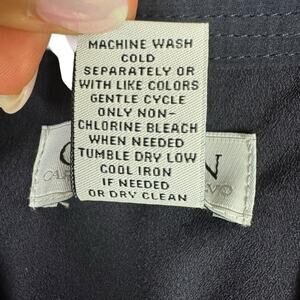 MACHINE WASH
COLD
SEPARATELY OR
WITH LIKE COLORS
GENTLE CYCLE
ONLY NON-
CHLORINE BLEACH
WHEN NEEDED
TUMBLE DRY LOW
COOL IRON
IF NEEDED
OR DRY CLEAN